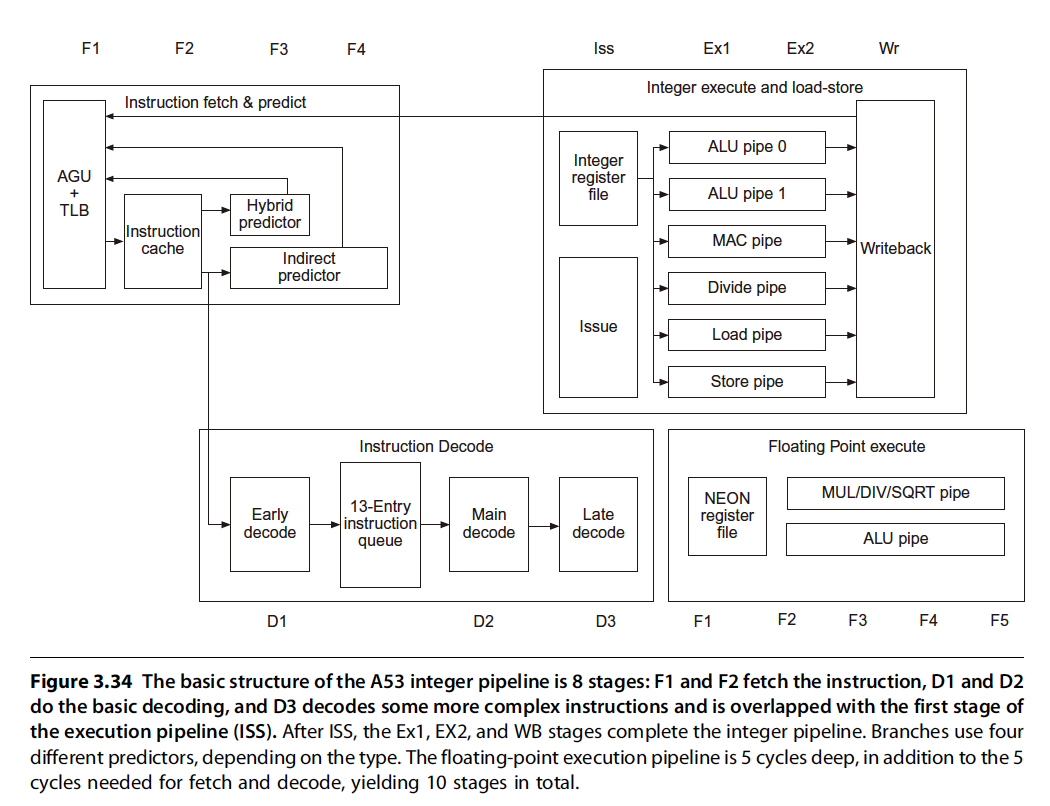 F1 F2 F3 F4 Iss Ex1 Ex2 Wr
Instruction fetch & predict
AGU
+
TLB
Instruction
cache
Hybrid
predictor
Indirect
predictor
Integer execute and load-store
Integer
register
file
Issue
ALU pipe 0
ALU pipe 1
MAC pipe
Divide pipe
Load pipe
Store pipe
Writeback
Instruction Decode
Early
decode
13-Entry
instruction
queue
Main
decode
Late
decode
Floating Point execute
NEON
register
file
MUL/DIV/SQRT pipe
ALU pipe
D1 D2 D3 F1 F2 F3 F4 F5
Figure 3.34 The basic structure of the A53 integer pipeline is 8 stages: F1 and F2 fetch the instruction, D1 and D2
do the basic decoding, and D3 decodes some more complex instructions and is overlapped with the first stage of
the execution pipeline (ISS). After ISS, the Ex1, EX2, and WB stages complete the integer pipeline. Branches use four
different predictors, depending on the type. The floating-point execution pipeline is 5 cycles deep, in addition to the 5
cycles needed for fetch and decode, yielding 10 stages in total.